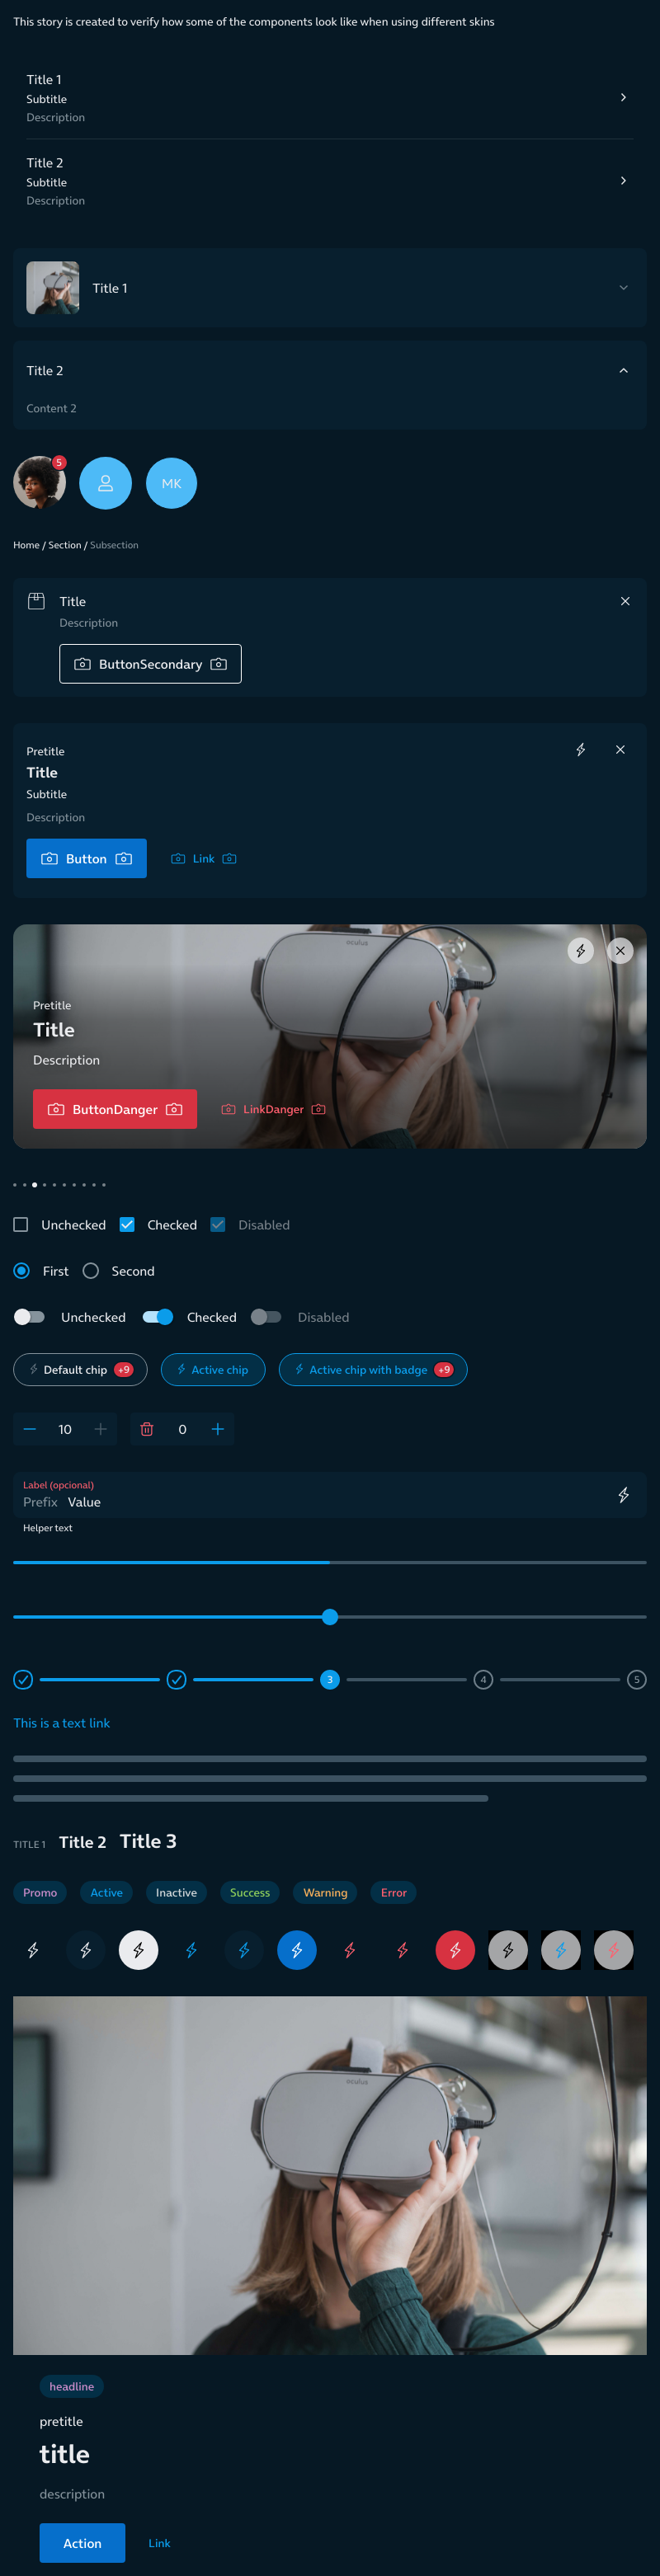 This story is created to verify how some of the components look like when using different skins
Title 1
Subtitle
Description
Title 2
Subtitle
Description
Title 1
Title 2
Content 2
5
MK
Home / Section / Subsection
Title
Description
ButtonSecondary
Pretitle
Title
Subtitle
Description
Button Link
oculus
Pretitle
Title
Description
ButtonDanger LinkDanger
Unchecked Checked Disabled
First Second
Unchecked Checked Disabled
Default chip +9 Active chip Active chip with badge +9
10 0
Label (opcional)
Prefix Value
Helper text
3 4 5
This is a text link
TITLE 1 Title 2 Title 3
Promo Active Inactive Success Warning Error
oculus
headline
pretitle
title
description
Action Link